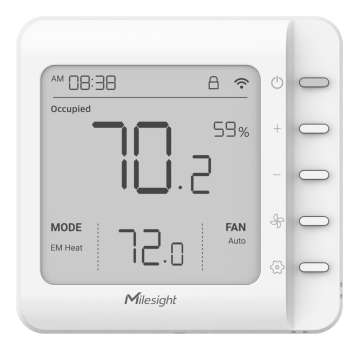 AM 08:38
Occupied
70.2
59%
MODE
EM Heat
72.0
FAN
Auto
Milesight